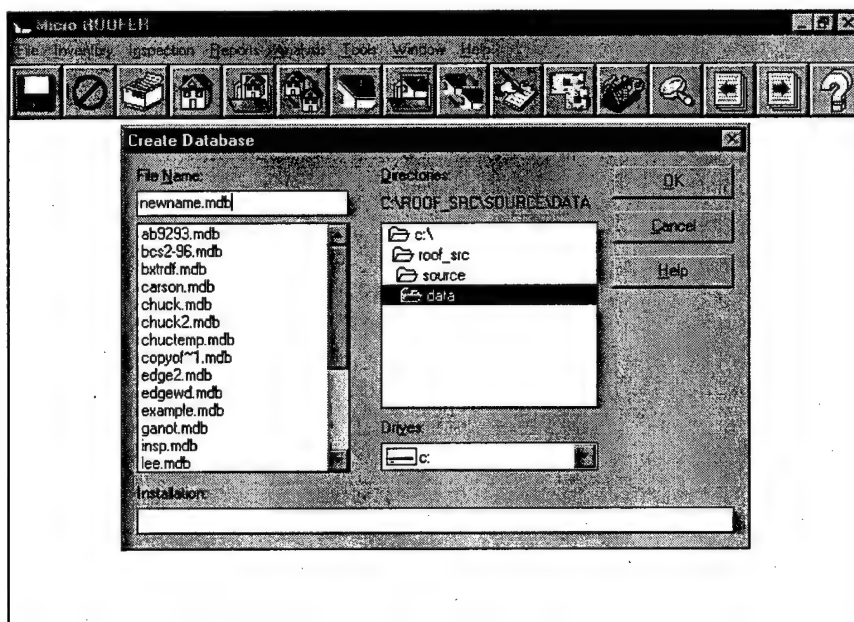 Micro ROOFER
File Inventry Inspection Reports Analysis Tools Window Help
Create Database
File Name:
newname.mdb
ab9293.mdb
bcs2-96.mdb
bxtrdf.mdb
carson.mdb
chuck.mdb
chuck2.mdb
chuctemp.mdb
copyof~1.mdb
edge2.mdb
edgewd.mdb
example.mdb
ganot.mdb
insp.mdb
lee.mdb
Directories:
C:\ROOF_SRC\SOURCE\DATA
c:\
roof_src
source
data
Drives:
c:
OK
Cancel
Help
Installation: